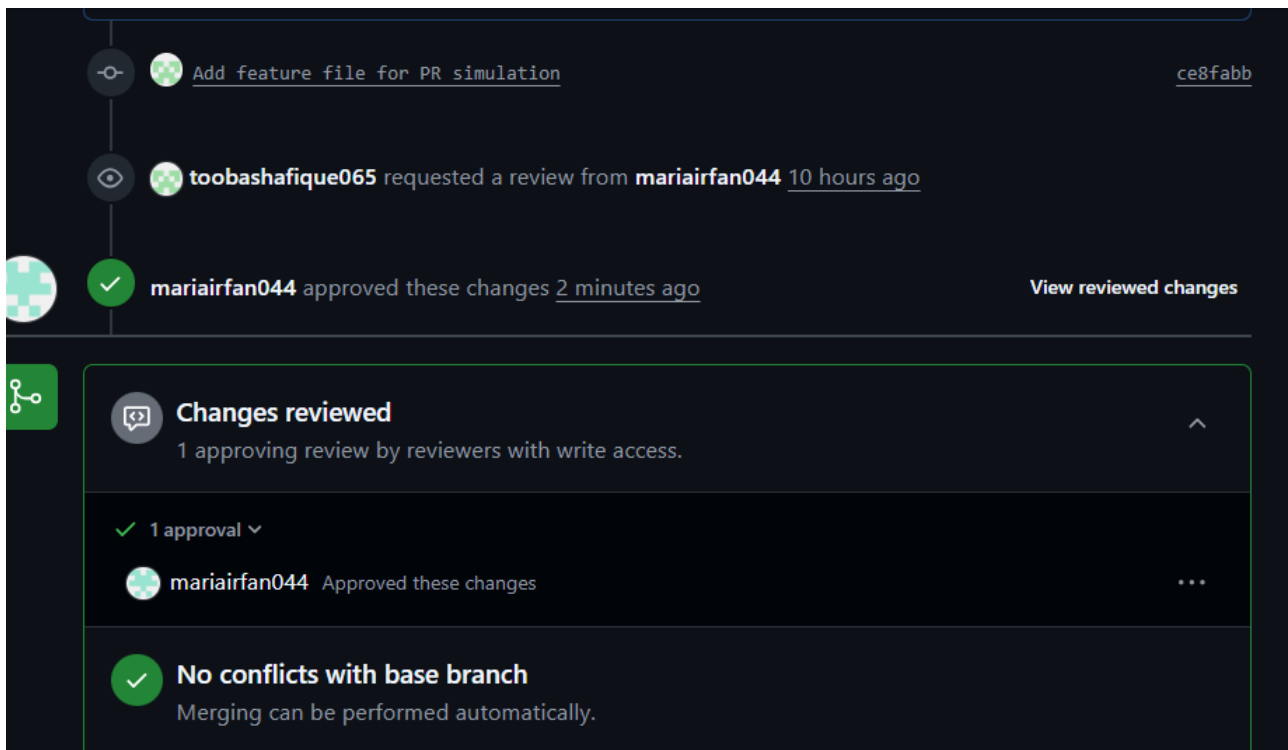 Add feature file for PR simulation ce8fabb
toobashafique065 requested a review from mariairfan044 10 hours ago
mariairfan044 approved these changes 2 minutes ago View reviewed changes
Changes reviewed
1 approving review by reviewers with write access.
1 approval
mariairfan044 Approved these changes
No conflicts with base branch
Merging can be performed automatically.